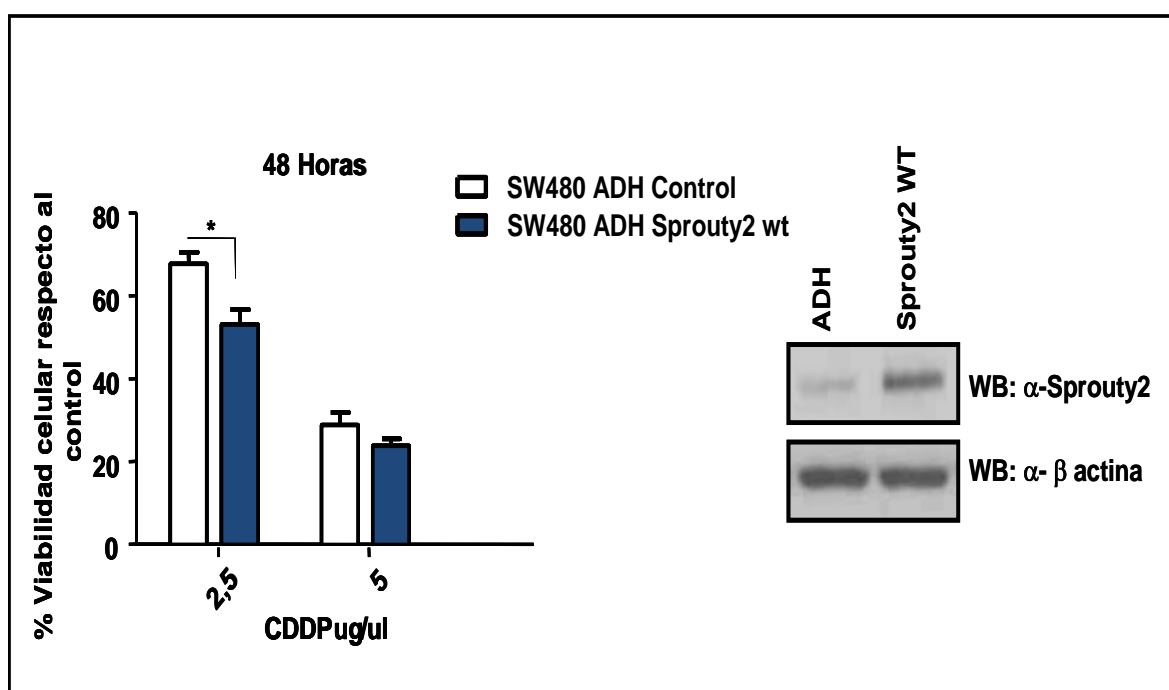 48 Horas
SW480 ADH Control
SW480 ADH Sprouty2 wt
% Viabilidad celular respecto al
control
80
60
40
20
0
*
2,5
5
CDDPug/ul
ADH
Sprouty2 WT
WB: α-Sprouty2
WB: α- β actina